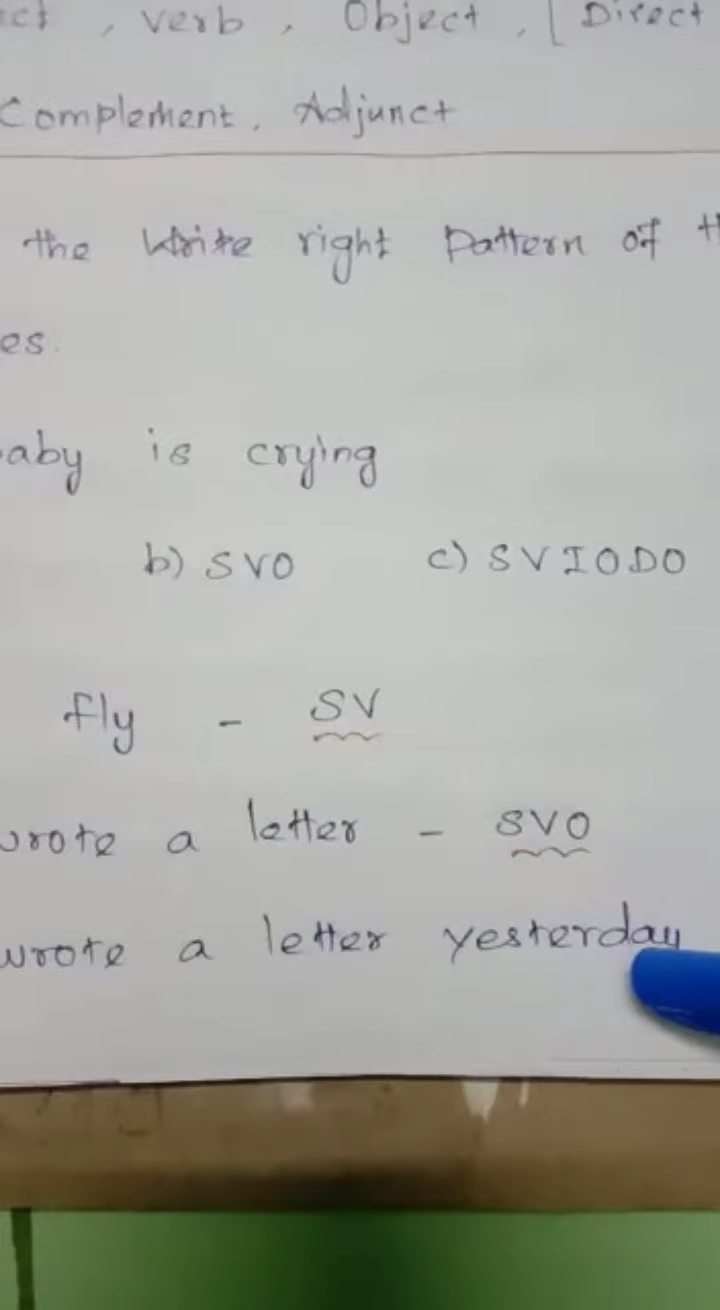 , Verb , Object , [ Direct
Complement, Adjunct
the Write right Pattern of
es.
aby is crying
b) SVO c) SVIODO
fly - SV
wrote a letter - SVO
wrote a letter yesterday